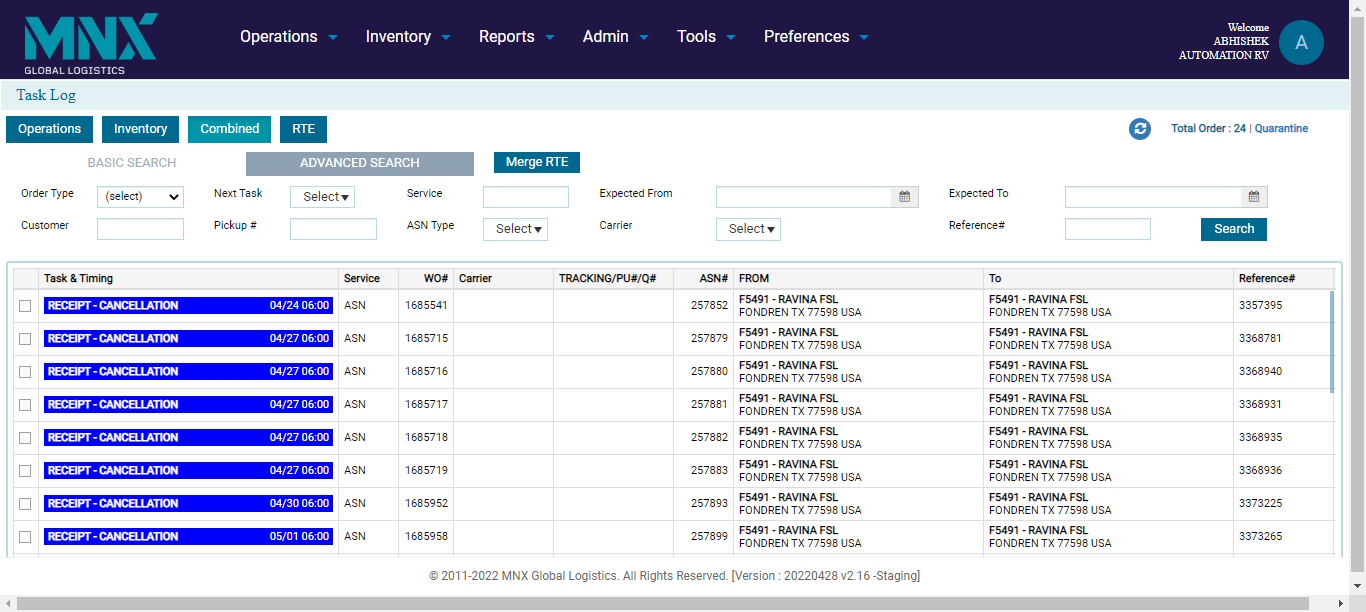 MNX
GLOBAL LOGISTICS
Operations Inventory Reports Admin Tools Preferences
Welcome
ABHISHEK
AUTOMATION RV
A
Task Log
Operations Inventory Combined RTE
Total Order : 24 | Quarantine
BASIC SEARCH ADVANCED SEARCH Merge RTE
Order Type (select) Next Task Select Service Expected From Expected To
Customer Pickup # ASN Type Select Carrier Select Reference# Search
Task & Timing Service WO# Carrier TRACKING/PU#/Q# ASN# FROM To Reference#
RECEIPT - CANCELLATION 04/24 06:00 ASN 1685541 257852 F5491 - RAVINA FSL F5491 - RAVINA FSL 3357395
FONDREN TX 77598 USA FONDREN TX 77598 USA
RECEIPT - CANCELLATION 04/27 06:00 ASN 1685715 257879 F5491 - RAVINA FSL F5491 - RAVINA FSL 3368781
FONDREN TX 77598 USA FONDREN TX 77598 USA
RECEIPT - CANCELLATION 04/27 06:00 ASN 1685716 257880 F5491 - RAVINA FSL F5491 - RAVINA FSL 3368940
FONDREN TX 77598 USA FONDREN TX 77598 USA
RECEIPT - CANCELLATION 04/27 06:00 ASN 1685717 257881 F5491 - RAVINA FSL F5491 - RAVINA FSL 3368931
FONDREN TX 77598 USA FONDREN TX 77598 USA
RECEIPT - CANCELLATION 04/27 06:00 ASN 1685718 257882 F5491 - RAVINA FSL F5491 - RAVINA FSL 3368935
FONDREN TX 77598 USA FONDREN TX 77598 USA
RECEIPT - CANCELLATION 04/27 06:00 ASN 1685719 257883 F5491 - RAVINA FSL F5491 - RAVINA FSL 3368936
FONDREN TX 77598 USA FONDREN TX 77598 USA
RECEIPT - CANCELLATION 04/30 06:00 ASN 1685952 257893 F5491 - RAVINA FSL F5491 - RAVINA FSL 3373225
FONDREN TX 77598 USA FONDREN TX 77598 USA
RECEIPT - CANCELLATION 05/01 06:00 ASN 1685958 257899 F5491 - RAVINA FSL F5491 - RAVINA FSL 3373265
FONDREN TX 77598 USA FONDREN TX 77598 USA
© 2011-2022 MNX Global Logistics. All Rights Reserved. [Version : 20220428 v2.16 -Staging]